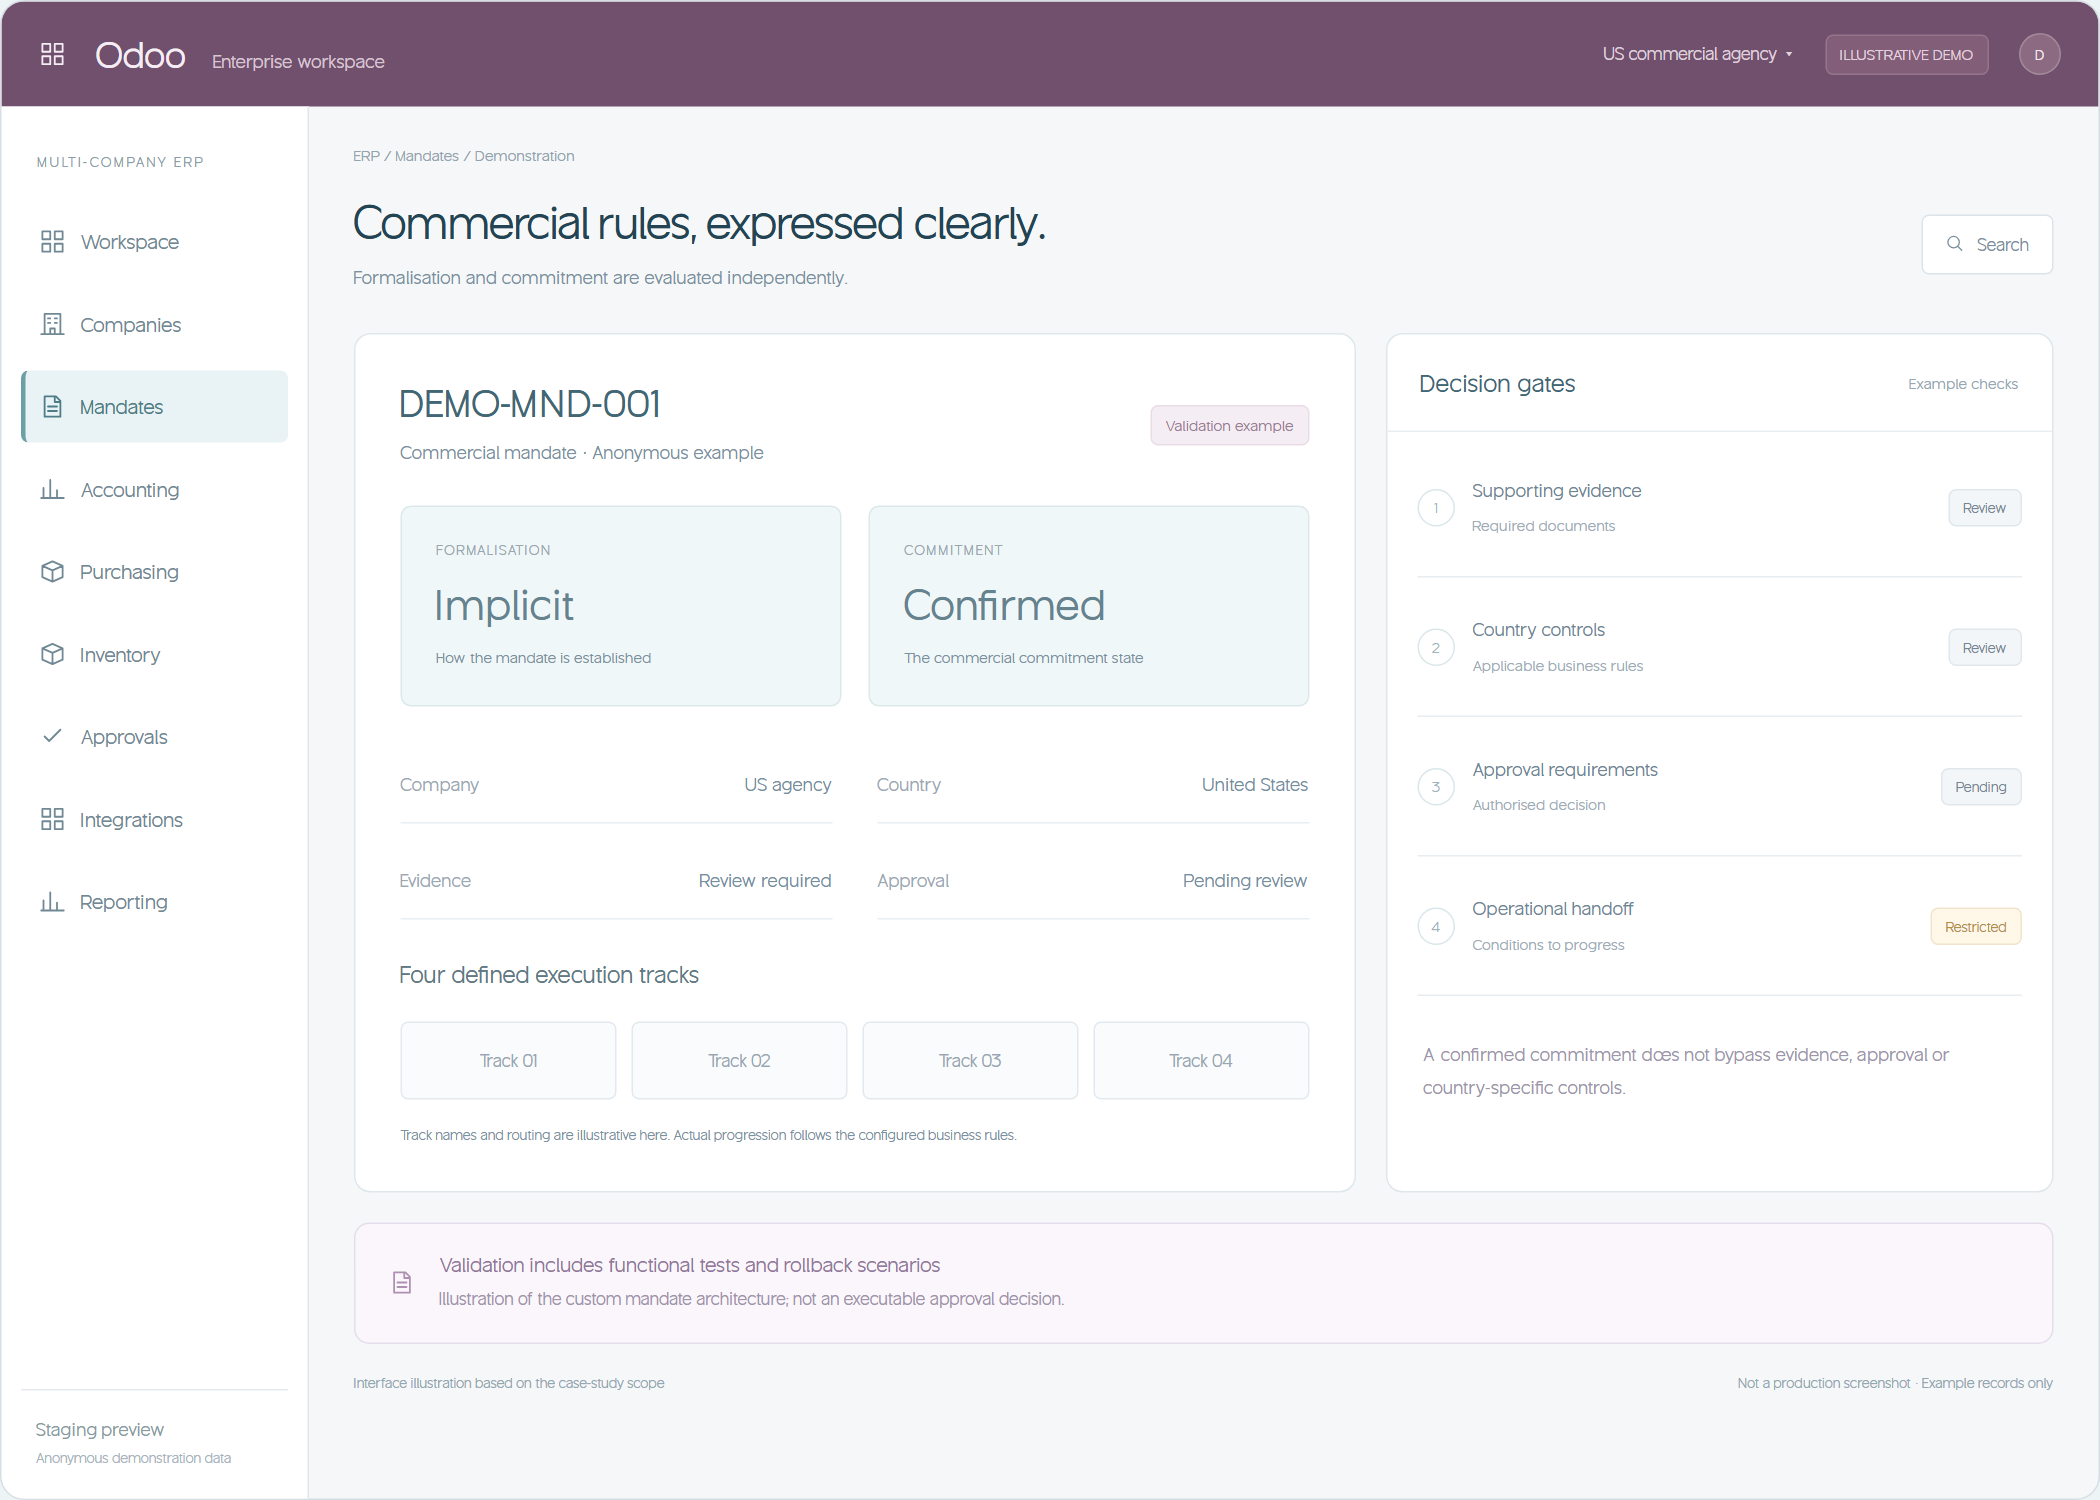 Odoo
Enterprise workspace
US commercial agency
ILLUSTRATIVE DEMO
D
MULTI-COMPANY ERP
Workspace
Companies
Mandates
Accounting
Purchasing
Inventory
Approvals
Integrations
Reporting
Staging preview
Anonymous demonstration data
ERP / Mandates / Demonstration
Commercial rules, expressed clearly.
Formalisation and commitment are evaluated independently.
Search
DEMO-MND-001
Commercial mandate · Anonymous example
Validation example
FORMALISATION
Implicit
How the mandate is established
COMMITMENT
Confirmed
The commercial commitment state
Company
US agency
Country
United States
Evidence
Review required
Approval
Pending review
Four defined execution tracks
Track 01
Track 02
Track 03
Track 04
Track names and routing are illustrative here. Actual progression follows the configured business rules.
Decision gates
Example checks
1
Supporting evidence
Required documents
Review
2
Country controls
Applicable business rules
Review
3
Approval requirements
Authorised decision
Pending
4
Operational handoff
Conditions to progress
Restricted
A confirmed commitment does not bypass evidence, approval or
country-specific controls.
Validation includes functional tests and rollback scenarios
Illustration of the custom mandate architecture; not an executable approval decision.
Interface illustration based on the case-study scope
Not a production screenshot · Example records only